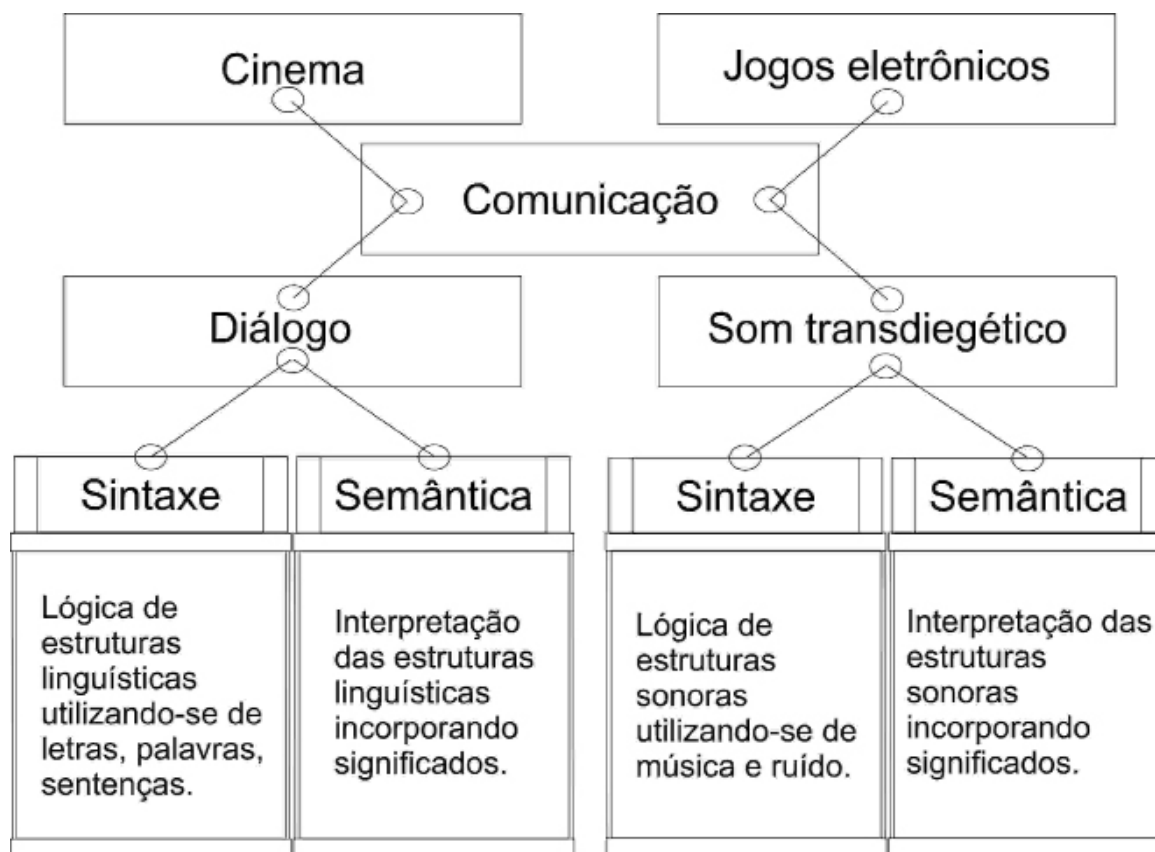 Cinema
Jogos eletrônicos
Comunicação
Diálogo
Som transdiegético
Sintaxe
Semântica
Sintaxe
Semântica
Lógica de
estruturas
linguísticas
utilizando-se de
letras, palavras,
sentenças.
Interpretação
das estruturas
linguísticas
incorporando
significados.
Lógica de
estruturas
sonoras
utilizando-se de
música e ruído.
Interpretação das
estruturas
sonoras
incorporando
significados.